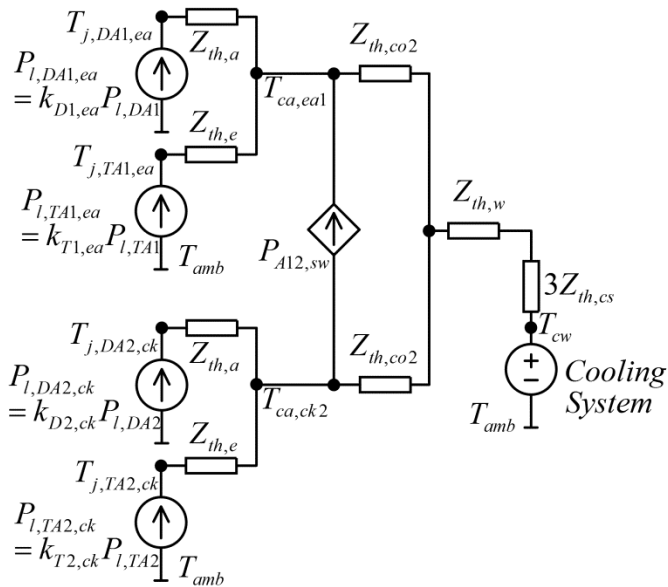 T_{j,DA1,ea}
Z_{th,a}
Z_{th,co2}
P_{l,DA1,ea}
=k_{D1,ea}P_{l,DA1}
T_{ca,ea1}
Z_{th,e}
T_{j,TA1,ea}
P_{l,TA1,ea}
=k_{T1,ea}P_{l,TA1}
T_{amb}
P_{A12,sw}
Z_{th,w}
3Z_{th,cs}
T_{cw}
T_{j,DA2,ck}
Z_{th,a}
Z_{th,co2}
P_{l,DA2,ck}
=k_{D2,ck}P_{l,DA2}
T_{ca,ck2}
Cooling
System
T_{amb}
Z_{th,e}
T_{j,TA2,ck}
P_{l,TA2,ck}
=k_{T2,ck}P_{l,TA2}
T_{amb}